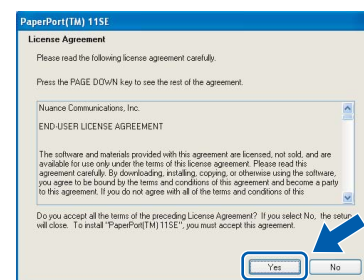 PaperPort(TM) 11SE
License Agreement
Please read the following license agreement carefully.
Press the PAGE DOWN key to see the rest of the agreement.
Nuance Communications, Inc.
END-USER LICENSE AGREEMENT
The software and materials provided with this agreement are licensed, not sold, and are
available for use only under the terms of this license agreement. Please read this
agreement carefully. By downloading, installing, copying, or otherwise using the software,
you agree to be bound by the terms and conditions of this agreement and become a party
to this agreement. If you do not agree with all of the terms and conditions of this
Do you accept all the terms of the preceding License Agreement? If you select No, the setup
will close. To install "PaperPort(TM) 11SE", you must accept this agreement.
Yes
No